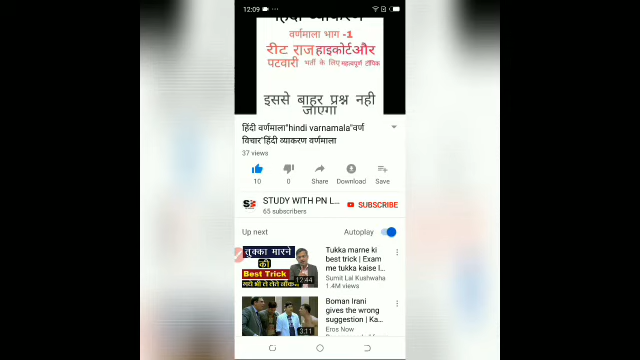 12:09
हिंदी व्याकरण
वर्णमाला भाग -1
रीट राज हाइकोर्टऔर
पटवारी भर्ती के लिए महत्वपूर्ण टॉपिक
इससे बाहर प्रश्न नही
जाएगा
हिंदी वर्णमाला"hindi varnamala"वर्ण
विचार'हिंदी व्याकरण वर्णमाला
37 views
10 0 Share Download Save
STUDY WITH PN L... SUBSCRIBE
65 subscribers
Up next Autoplay
तुक्का मारने
की
Best Trick
12:44
Tukka marne ki
best trick | Exam
me tukka kaise l...
Sumit Lal Kushwaha
1.4M views
3:11
Boman Irani
gives the wrong
suggestion | Ka...
Eros Now